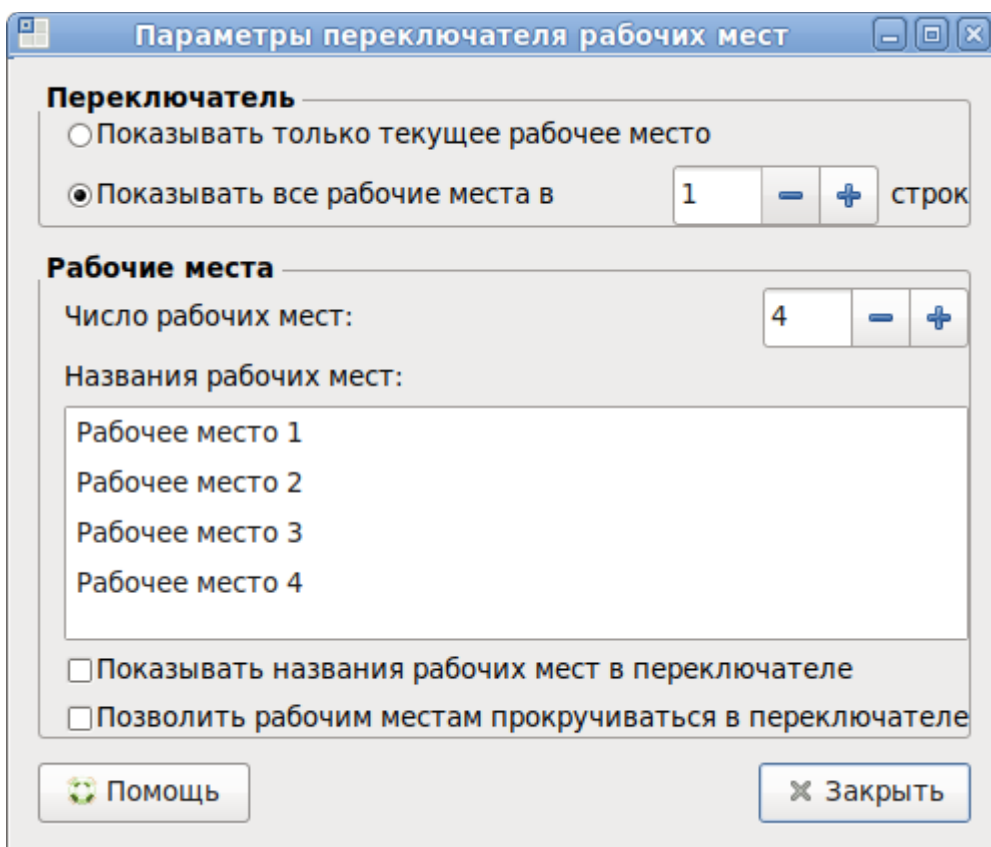 Параметры переключателя рабочих мест
Переключатель
Показывать только текущее рабочее место
Показывать все рабочие места в 1 строк
Рабочие места
Число рабочих мест: 4
Названия рабочих мест:
Рабочее место 1
Рабочее место 2
Рабочее место 3
Рабочее место 4
Показывать названия рабочих мест в переключателе
Позволить рабочим местам прокручиваться в переключателе
Помощь Закрыть